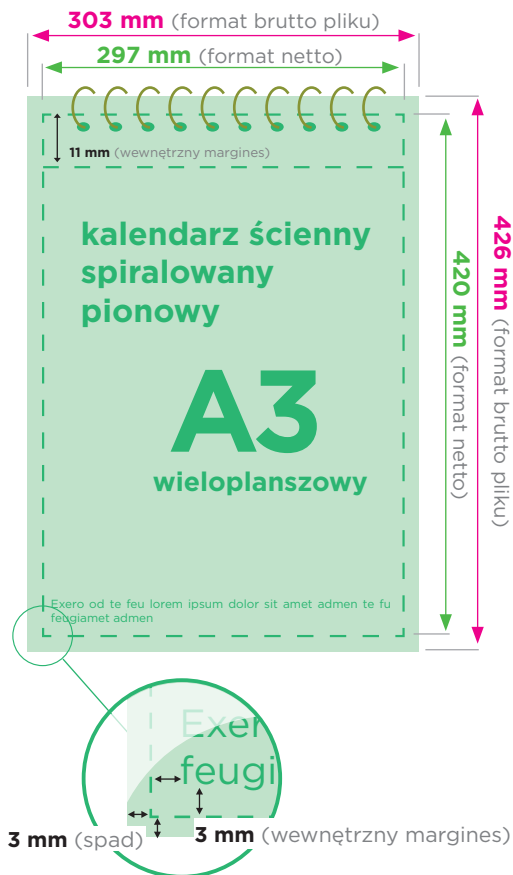 303 mm (format brutto pliku)
297 mm (format netto)
11 mm (wewnętrzny margines)
kalendarz ścienny
spiralowany
pionowy
A3
wieloplanszowy
420 mm (format netto)
426 mm (format brutto pliku)
Exero od te feu lorem ipsum dolor sit amet admen te fu
feugiamet admen
Exer
feugi
3 mm (spad)
3 mm (wewnętrzny margines)